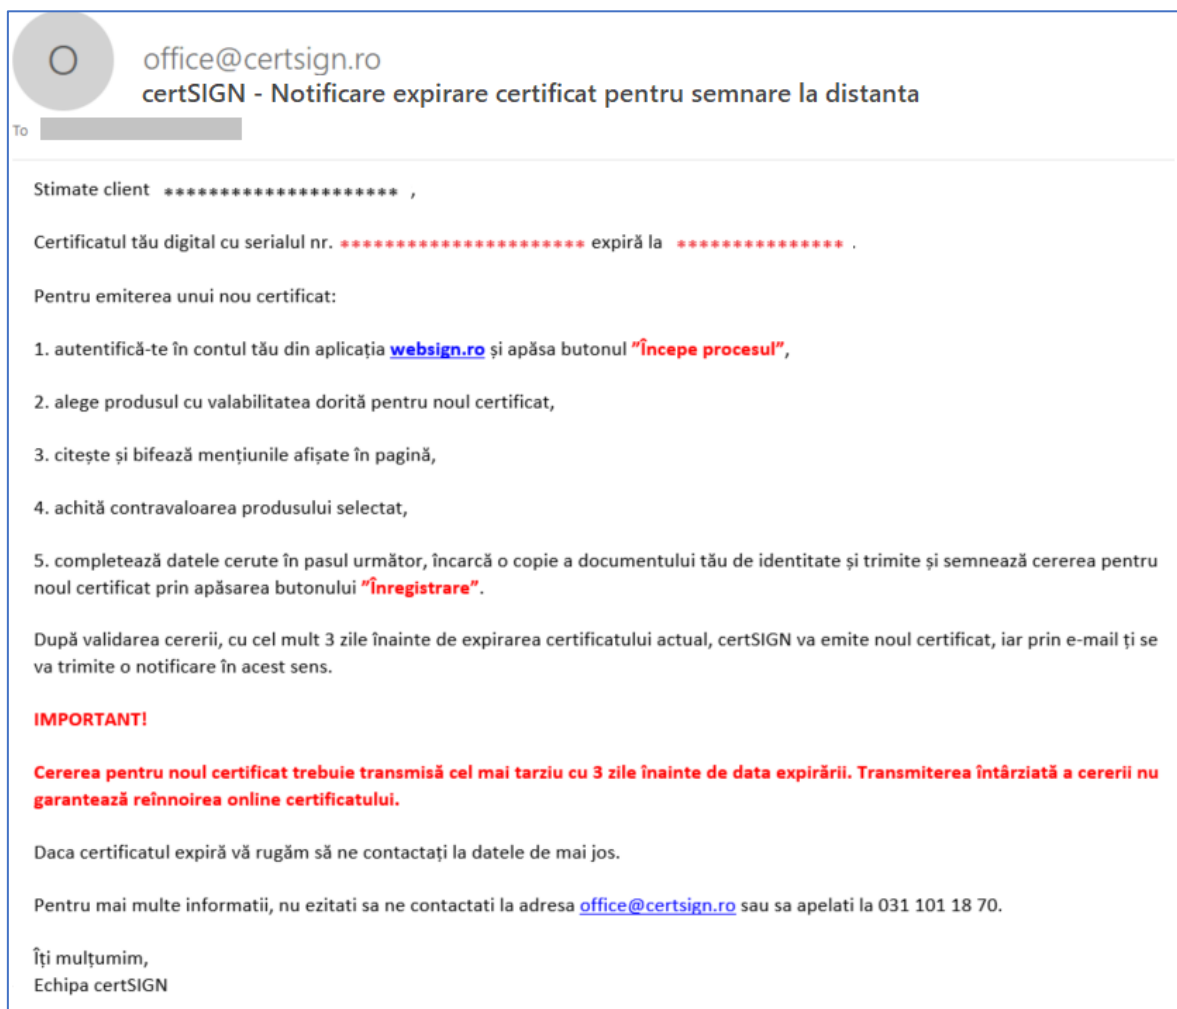 O
office@certsign.ro
certSIGN - Notificare expirare certificat pentru semnare la distanta
To
Stimate client ********************* ,
Certificatul tău digital cu serialul nr. ********************** expiră la *************** .
Pentru emiterea unui nou certificat:
1. autentifică-te în contul tău din aplicația websign.ro și apăsa butonul ”Începe procesul”,
2. alege produsul cu valabilitatea dorită pentru noul certificat,
3. citește și bifează mențiunile afișate în pagină,
4. achită contravaloarea produsului selectat,
5. completează datele cerute în pasul următor, încarcă o copie a documentului tău de identitate și trimite și semnează cererea pentru
noul certificat prin apăsarea butonului ”Înregistrare”.
După validarea cererii, cu cel mult 3 zile înainte de expirarea certificatului actual, certSIGN va emite noul certificat, iar prin e-mail ți se
va trimite o notificare în acest sens.
IMPORTANT!
Cererea pentru noul certificat trebuie transmisă cel mai tarziu cu 3 zile înainte de data expirării. Transmiterea întârziată a cererii nu
garantează reînnoirea online certificatului.
Daca certificatul expiră vă rugăm să ne contactați la datele de mai jos.
Pentru mai multe informatii, nu ezitati sa ne contactati la adresa office@certsign.ro sau sa apelati la 031 101 18 70.
Îți mulțumim,
Echipa certSIGN